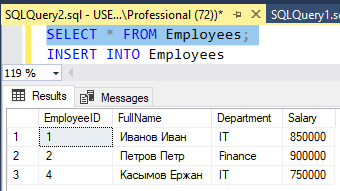 SQLQuery2.sql - USE...\Professional (72))* SQLQuery1.s
SELECT * FROM Employees;
INSERT INTO Employees
119 %
Results Messages
EmployeeID FullName Department Salary
1 1 Иванов Иван IT 850000
2 2 Петров Петр Finance 900000
3 4 Касымов Ержан IT 750000